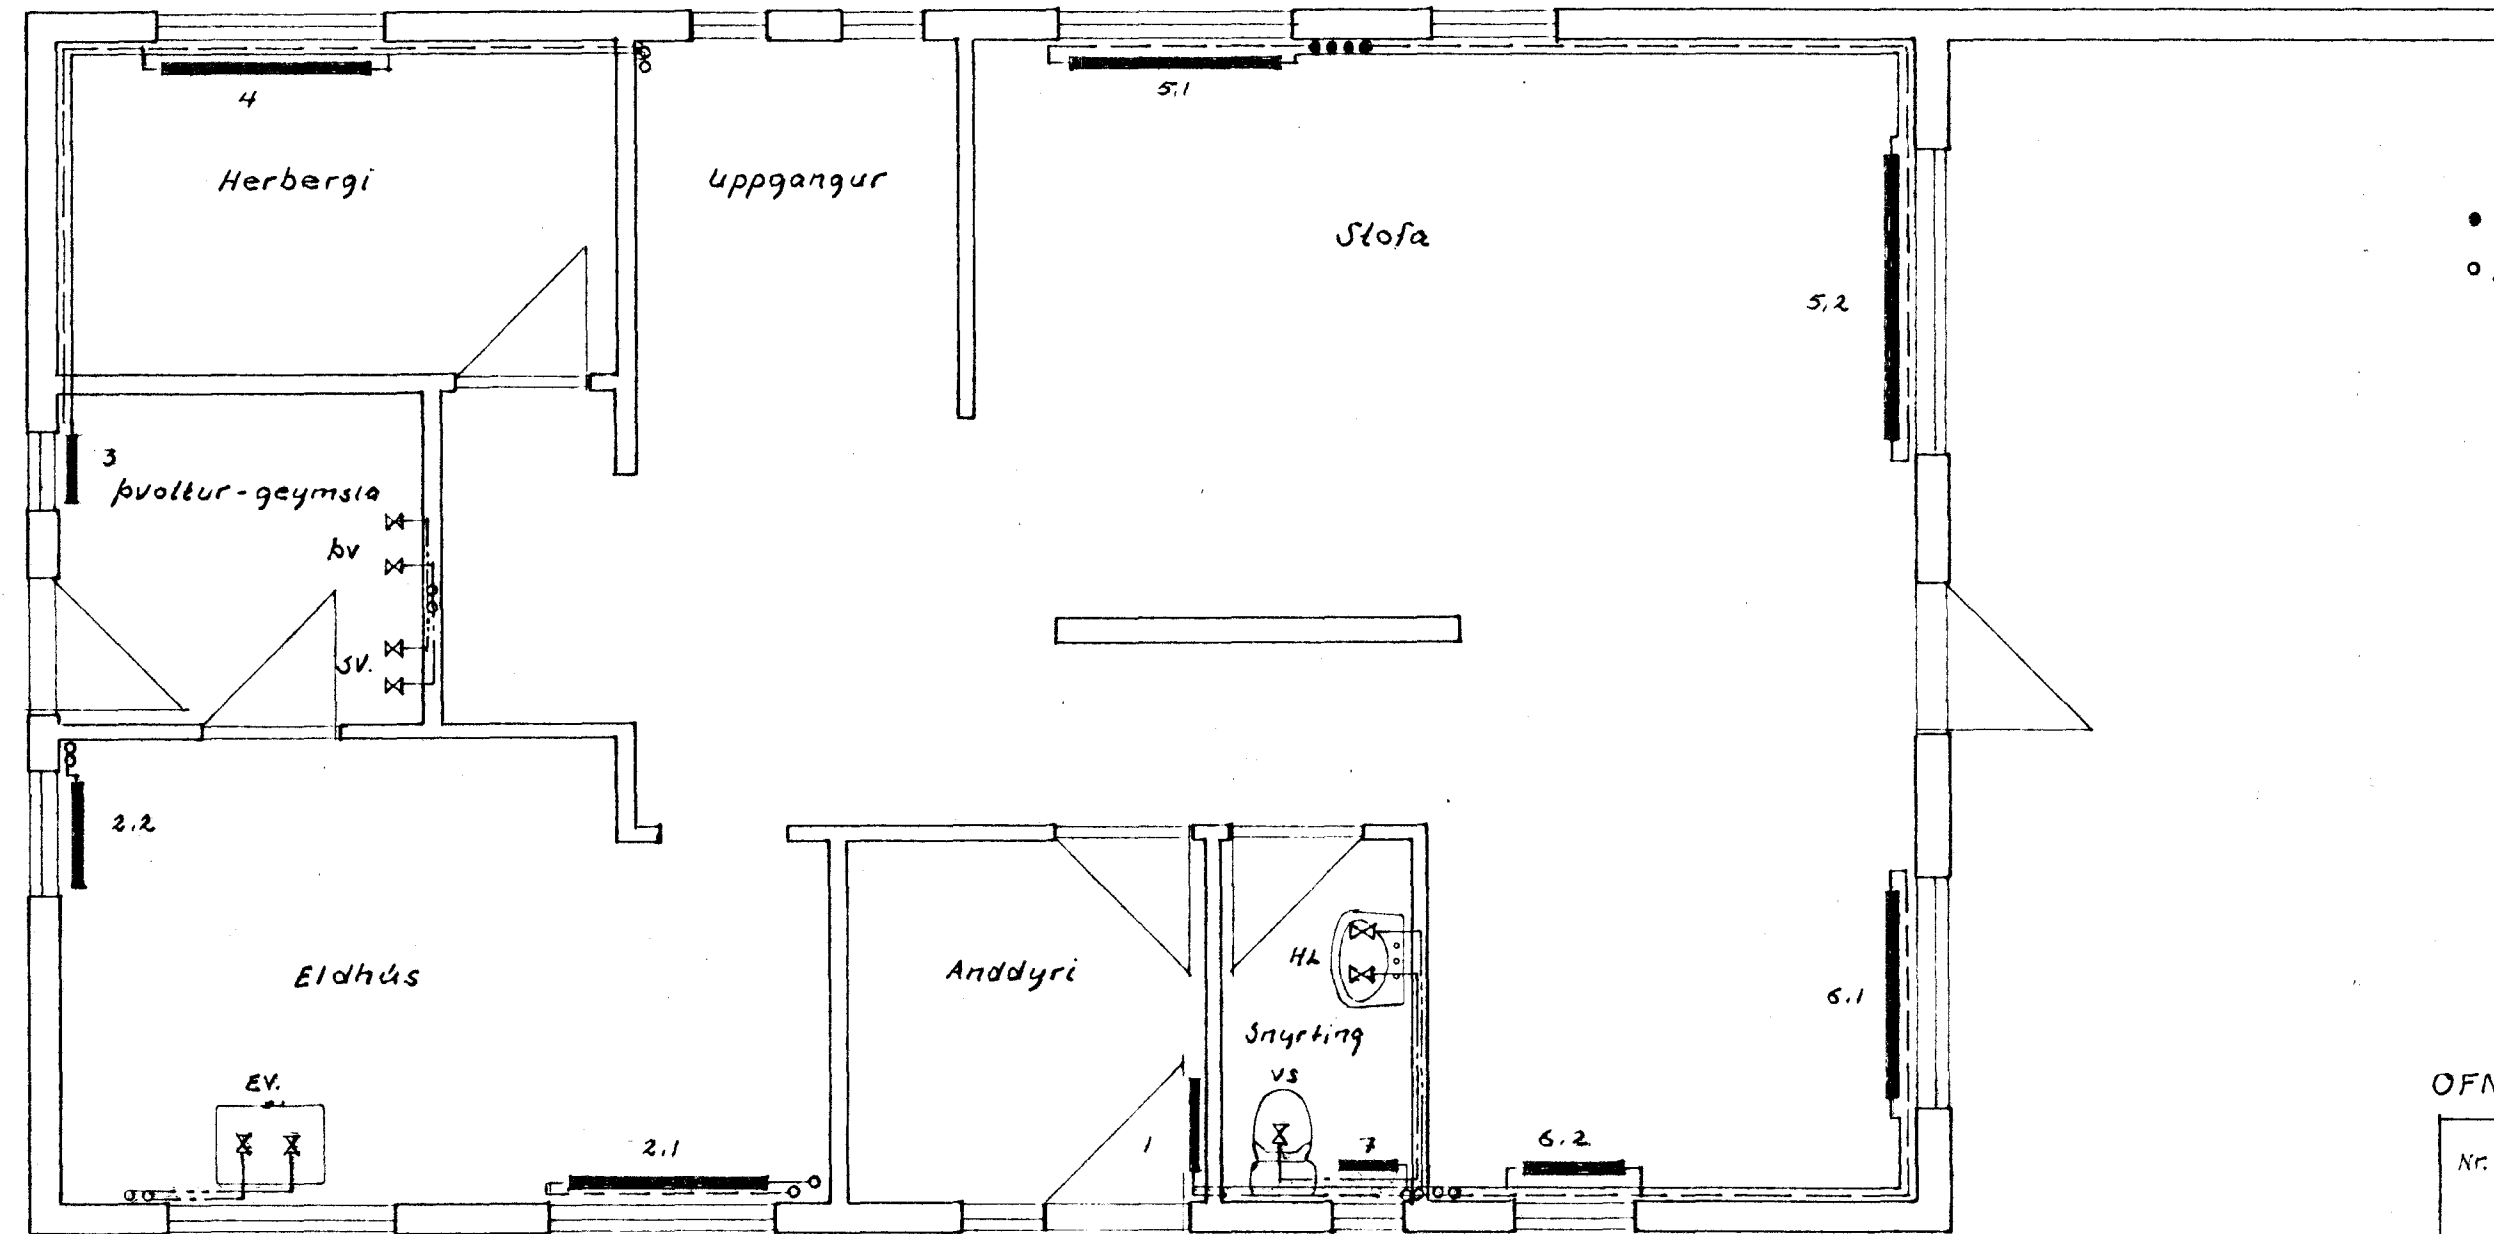 4
5.1
Herbergi
Uppgangur
Stofa
5.2
3
þvottur-geymsla
þv
SV.
2.2
Eldhús
Anddyri
HL
6.1
Snyrting
VS
EV.
OFN
2.1
1
7
6.2
Nr.